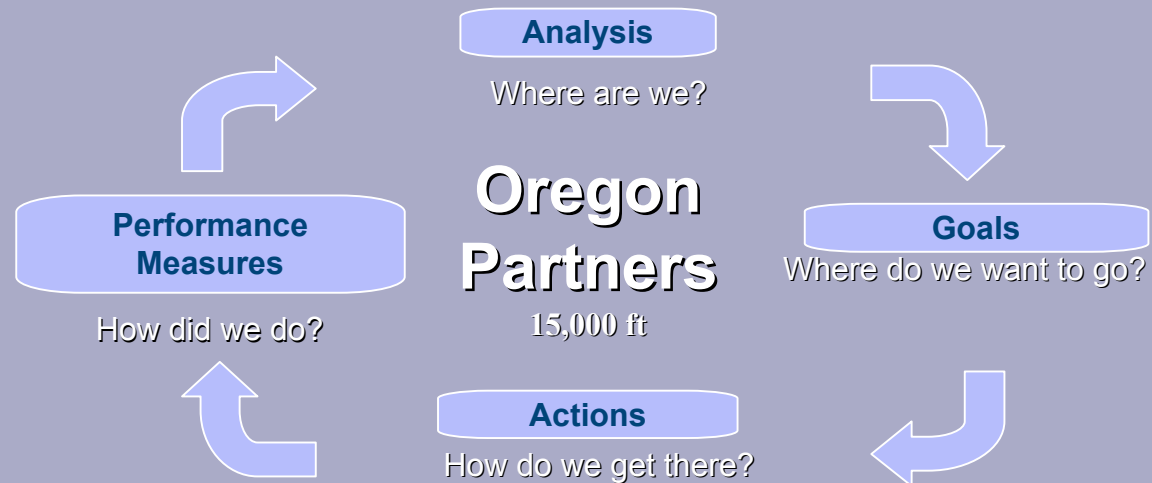 Analysis
Where are we?
Oregon
Partners
15,000 ft
Goals
Where do we want to go?
Actions
How do we get there?
Performance
Measures
How did we do?